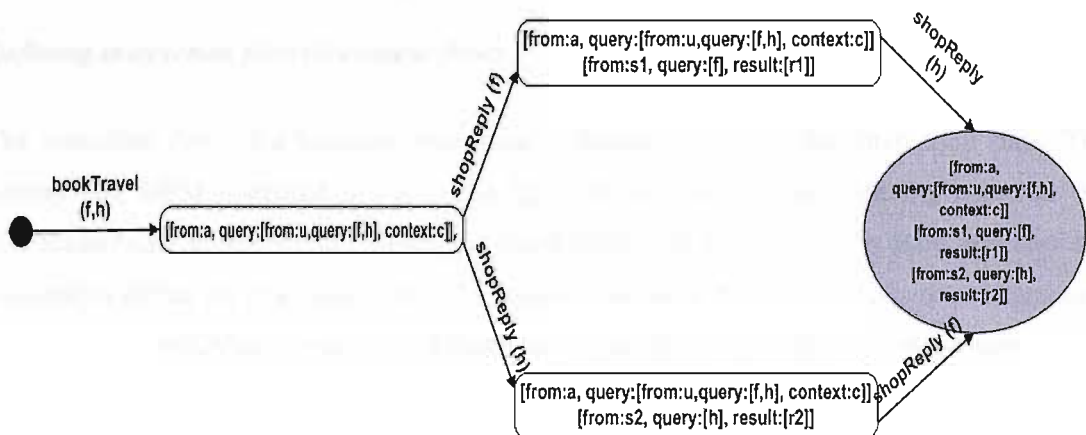 bookTravel
(f,h)
[[from:a, query:[from:u,query:[f,h], context:c]],
shopReply (f)
shopReply (h)
[from:a, query:[from:u,query:[f,h], context:c]]
[from:s1, query:[f], result:[r1]]
[from:a, query:[from:u,query:[f,h], context:c]]
[from:s2, query:[h], result:[r2]]
shopReply
(h)
shopReply (f)
[from:a,
query:[from:u,query:[f,h],
context:c]]
[from:s1, query:[f],
result:[r1]]
[from:s2, query:[h],
result:[r2]]